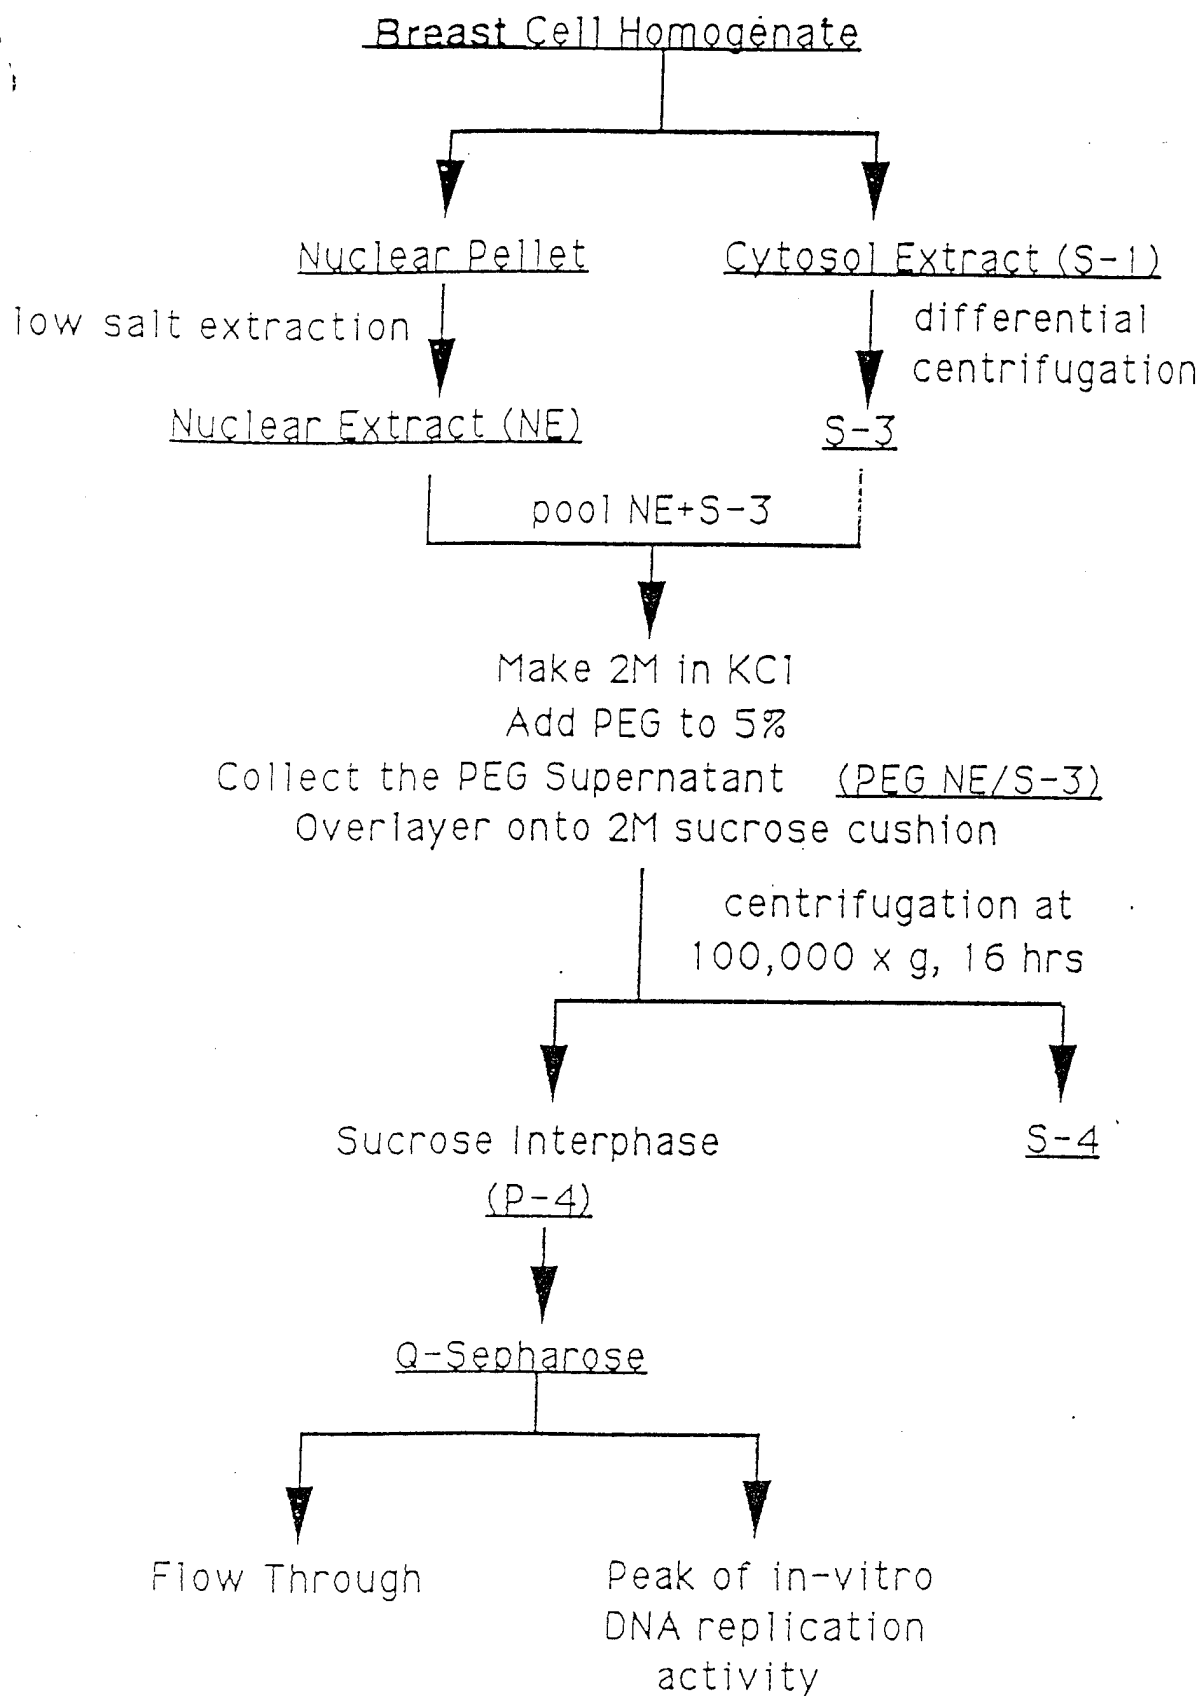 Breast Cell Homogenate
Nuclear Pellet
Cytosol Extract (S-1)
low salt extraction
differential
centrifugation
Nuclear Extract (NE)
S-3
pool NE+S-3
Make 2M in KCl
Add PEG to 5%
Collect the PEG Supernatant (PEG NE/S-3)
Overlayer onto 2M sucrose cushion
centrifugation at
100,000 x g, 16 hrs
Sucrose Interphase
(P-4)
S-4
Q-Sepharose
Flow Through
Peak of in-vitro
DNA replication
activity